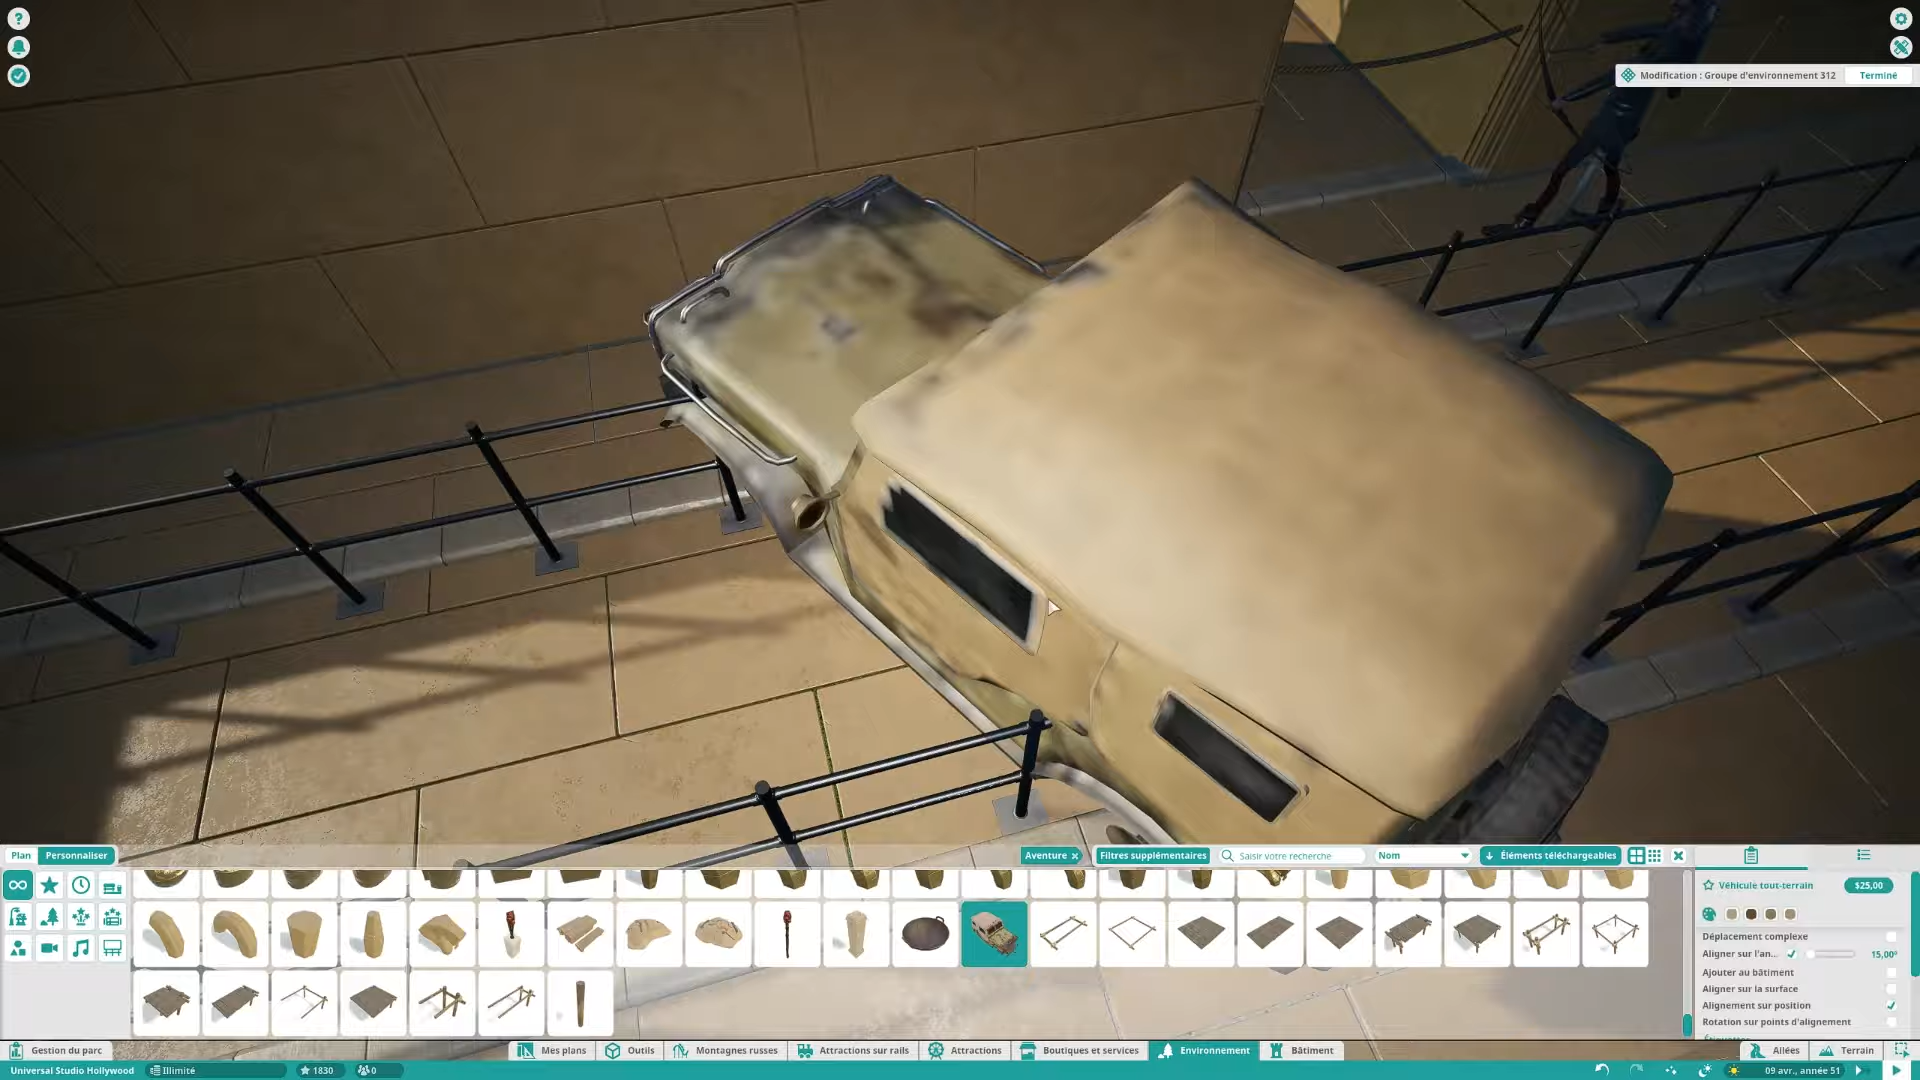 Modification : Groupe d'environnement 312
Terminé
Plan
Personnaliser
Aventure
Filtres supplémentaires
Saisir votre recherche
Nom
Éléments téléchargeables
Véhicule tout-terrain
$25,00
Déplacement complexe
Aligner sur l'an...
15,00°
Ajouter au bâtiment
Aligner sur la surface
Alignement sur position
Rotation sur points d'alignement
Gestion du parc
Mes plans
Outils
Montagnes russes
Attractions sur rails
Attractions
Boutiques et services
Environnement
Bâtiment
Allées
Terrain
Universal Studio Hollywood
Illimité
1830
0
09 avr., année 51